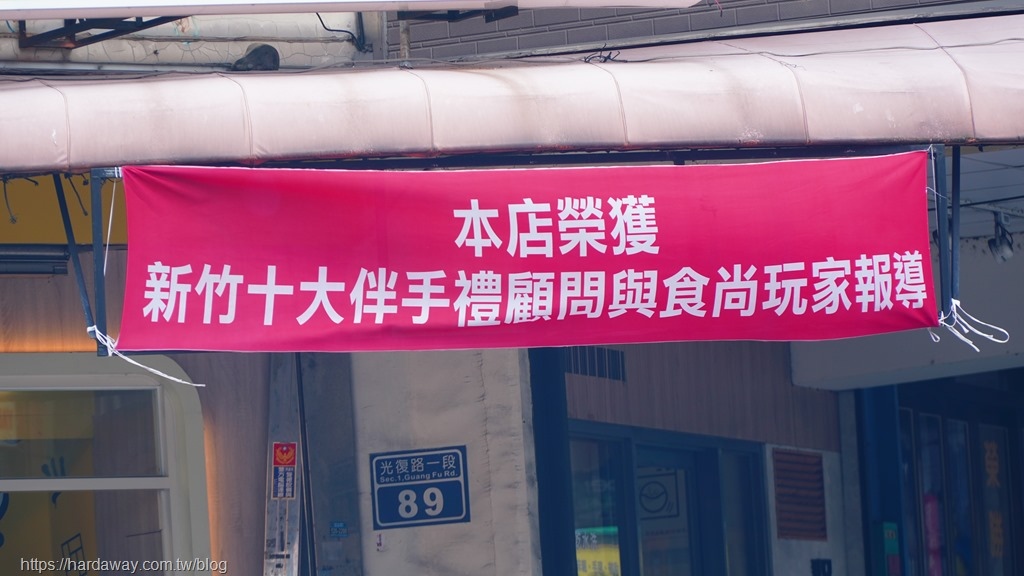 本店榮獲
新竹十大伴手禮顧問與食尚玩家報導
光復路一段
Sec.1,Guang Fu Rd.
89
https://hardaway.com.tw/blog